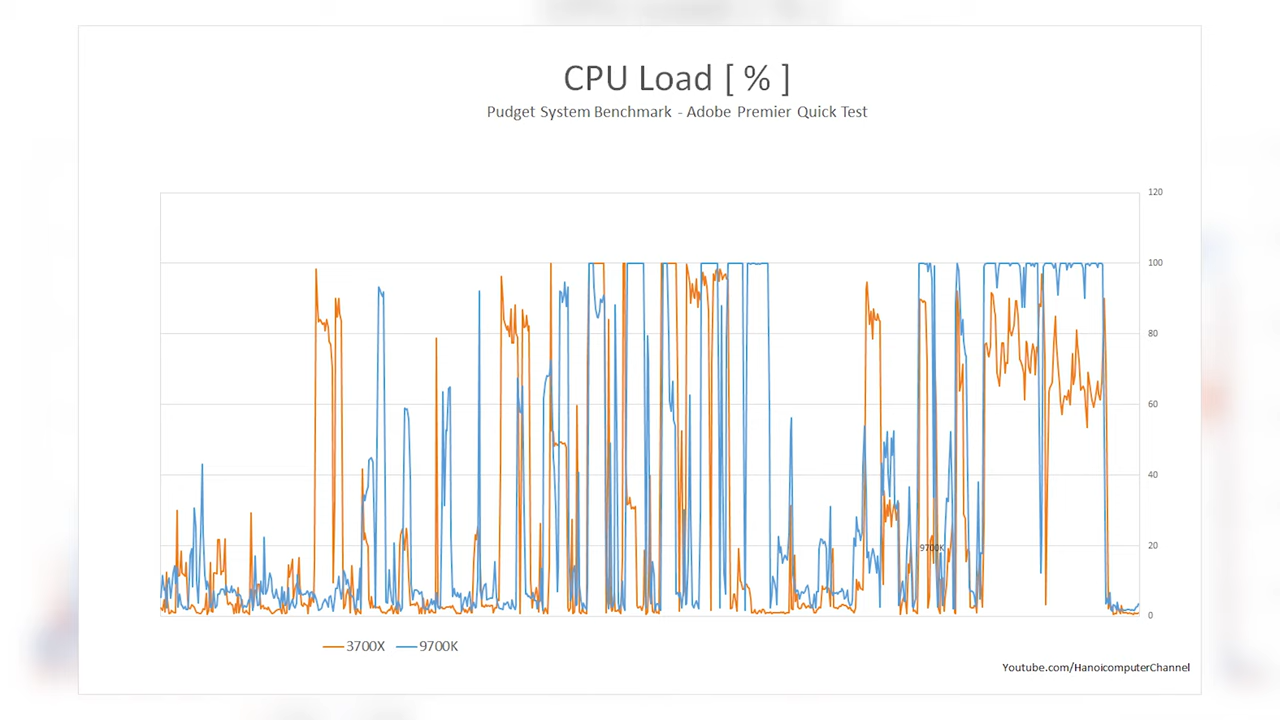 CPU Load [ % ]
Pudget System Benchmark - Adobe Premier Quick Test
120
100
80
60
40
20
0
9700K
3700X
9700K
Youtube.com/HanoicomputerChannel